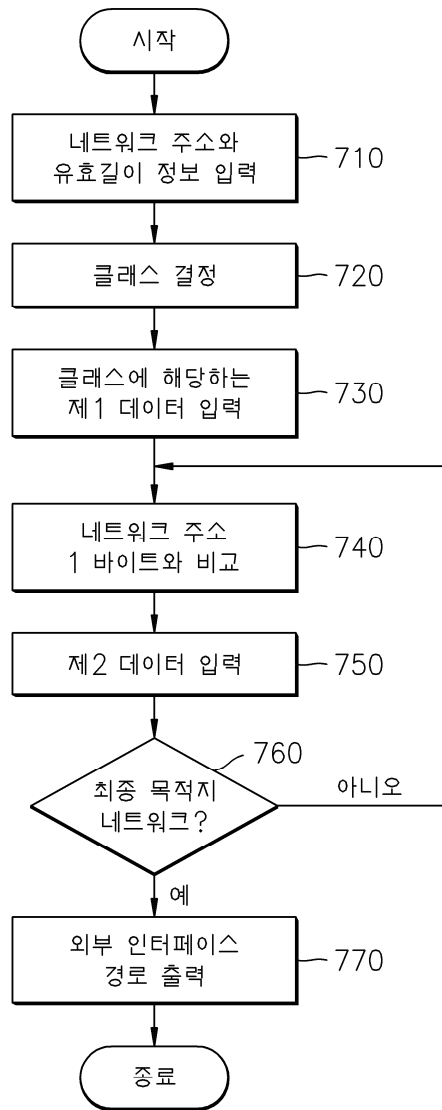 시작
네트워크 주소와
유효길이 정보 입력
710
클래스 결정
720
클래스에 해당하는
제1 데이터 입력
730
네트워크 주소
1 바이트와 비교
740
제2 데이터 입력
750
760
최종 목적지
네트워크?
아니오
예
외부 인터페이스
경로 출력
770
종료